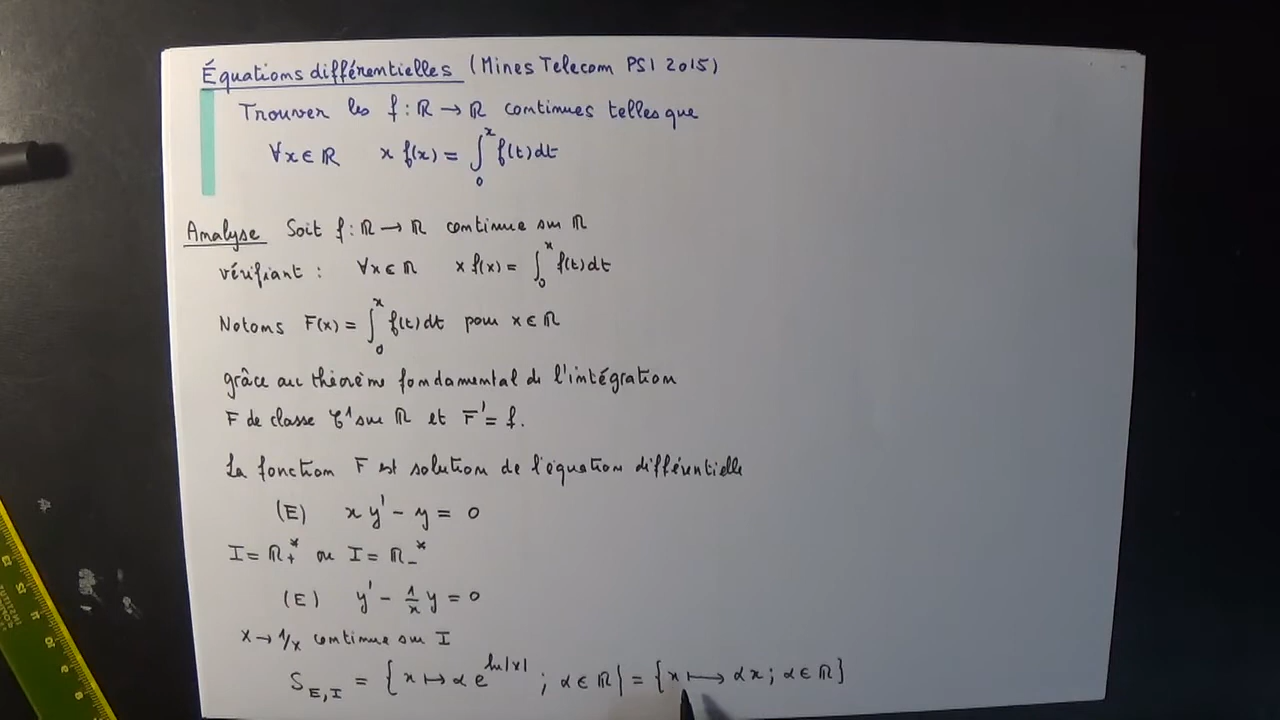 Équations différentielles (Mines Telecom PSI 2015)
Trouver les f : ℝ → ℝ continues telles que
∀x ∈ ℝ x f(x) = ∫₀ˣ f(t) dt
Analyse Soit f : ℝ → ℝ continue sur ℝ
vérifiant : ∀x ∈ ℝ x f(x) = ∫₀ˣ f(t) dt
Notons F(x) = ∫₀ˣ f(t) dt pour x ∈ ℝ
grâce au théorème fondamental de l'intégration
F de classe C¹ sur ℝ et F' = f.
La fonction F est solution de l'équation différentielle
(E) x y' - y = 0
I = ℝ₊* ou I = ℝ₋*
(E) y' - 1/x y = 0
x → 1/x continue sur I
S_{E,I} = { x ↦ α e^{ln|x|} ; α ∈ ℝ } = { x ↦ αx ; α ∈ ℝ }